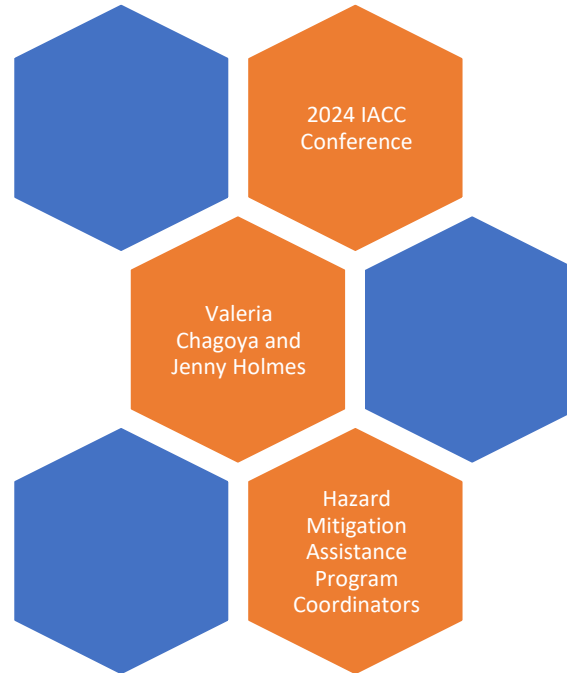 2024 IACC
Conference
Valeria
Chagoya and
Jenny Holmes
Hazard
Mitigation
Assistance
Program
Coordinators